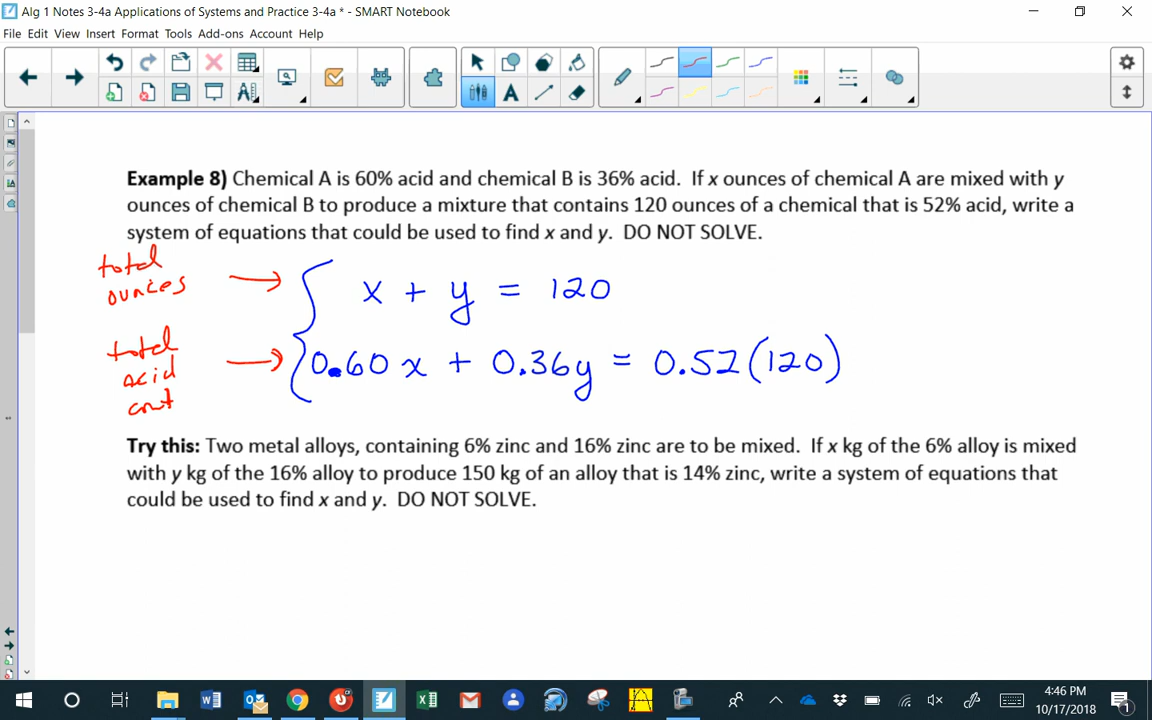 Alg 1 Notes 3-4a Applications of Systems and Practice 3-4a * - SMART Notebook
File Edit View Insert Format Tools Add-ons Account Help
Example 8) Chemical A is 60% acid and chemical B is 36% acid. If x ounces of chemical A are mixed with y
ounces of chemical B to produce a mixture that contains 120 ounces of a chemical that is 52% acid, write a
system of equations that could be used to find x and y. DO NOT SOLVE.
total
ounces → x + y = 120
total
acid → 0.60x + 0.36y = 0.52(120)
cont
Try this: Two metal alloys, containing 6% zinc and 16% zinc are to be mixed. If x kg of the 6% alloy is mixed
with y kg of the 16% alloy to produce 150 kg of an alloy that is 14% zinc, write a system of equations that
could be used to find x and y. DO NOT SOLVE.
4:46 PM
10/17/2018